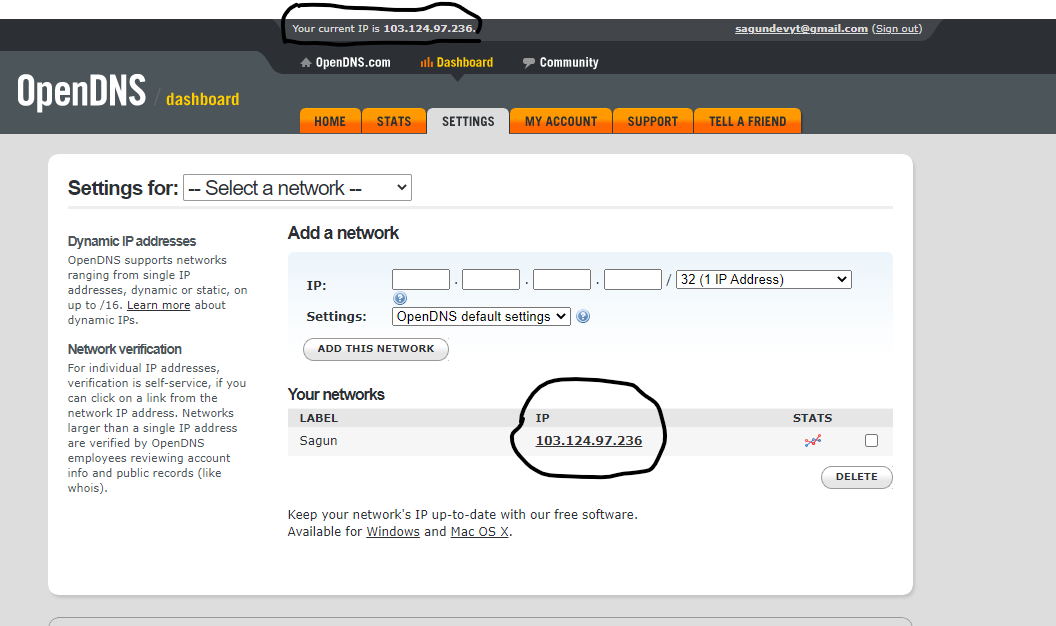 Your current IP is 103.124.97.236.
sagundevyt@gmail.com (Sign out)
OpenDNS.com Dashboard Community
OpenDNS / dashboard
HOME STATS SETTINGS MY ACCOUNT SUPPORT TELL A FRIEND
Settings for: -- Select a network --
Dynamic IP addresses
OpenDNS supports networks
ranging from single IP
addresses, dynamic or static, on
up to /16. Learn more about
dynamic IPs.
Network verification
For individual IP addresses,
verification is self-service, if you
can click on a link from the
network IP address. Networks
larger than a single IP address
are verified by OpenDNS
employees reviewing account
info and public records (like
whois).
Add a network
IP: . . . / 32 (1 IP Address)
?
Settings: OpenDNS default settings ?
ADD THIS NETWORK
Your networks
LABEL IP STATS
Sagun 103.124.97.236
DELETE
Keep your network's IP up-to-date with our free software.
Available for Windows and Mac OS X.